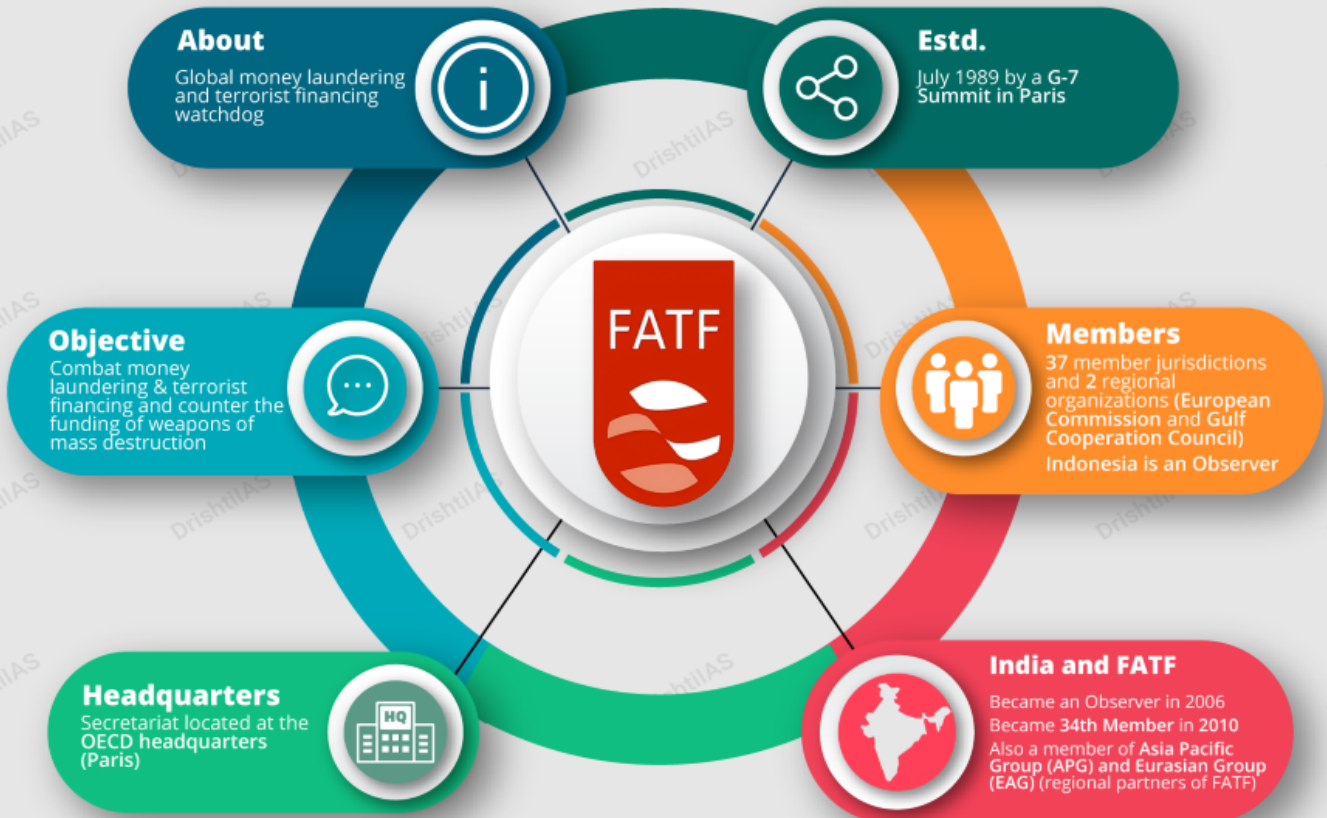 About
Global money laundering
and terrorist financing
watchdog
Estd.
July 1989 by a G-7
Summit in Paris
Objective
Combat money
laundering & terrorist
financing and counter the
funding of weapons of
mass destruction
FATF
Members
37 member jurisdictions
and 2 regional
organizations (European
Commission and Gulf
Cooperation Council)
Indonesia is an Observer
Headquarters
Secretariat located at the
OECD headquarters
(Paris)
HQ
India and FATF
Became an Observer in 2006
Became 34th Member in 2010
Also a member of Asia Pacific
Group (APG) and Eurasian Group
(EAG) (regional partners of FATF)
DrishtiIAS